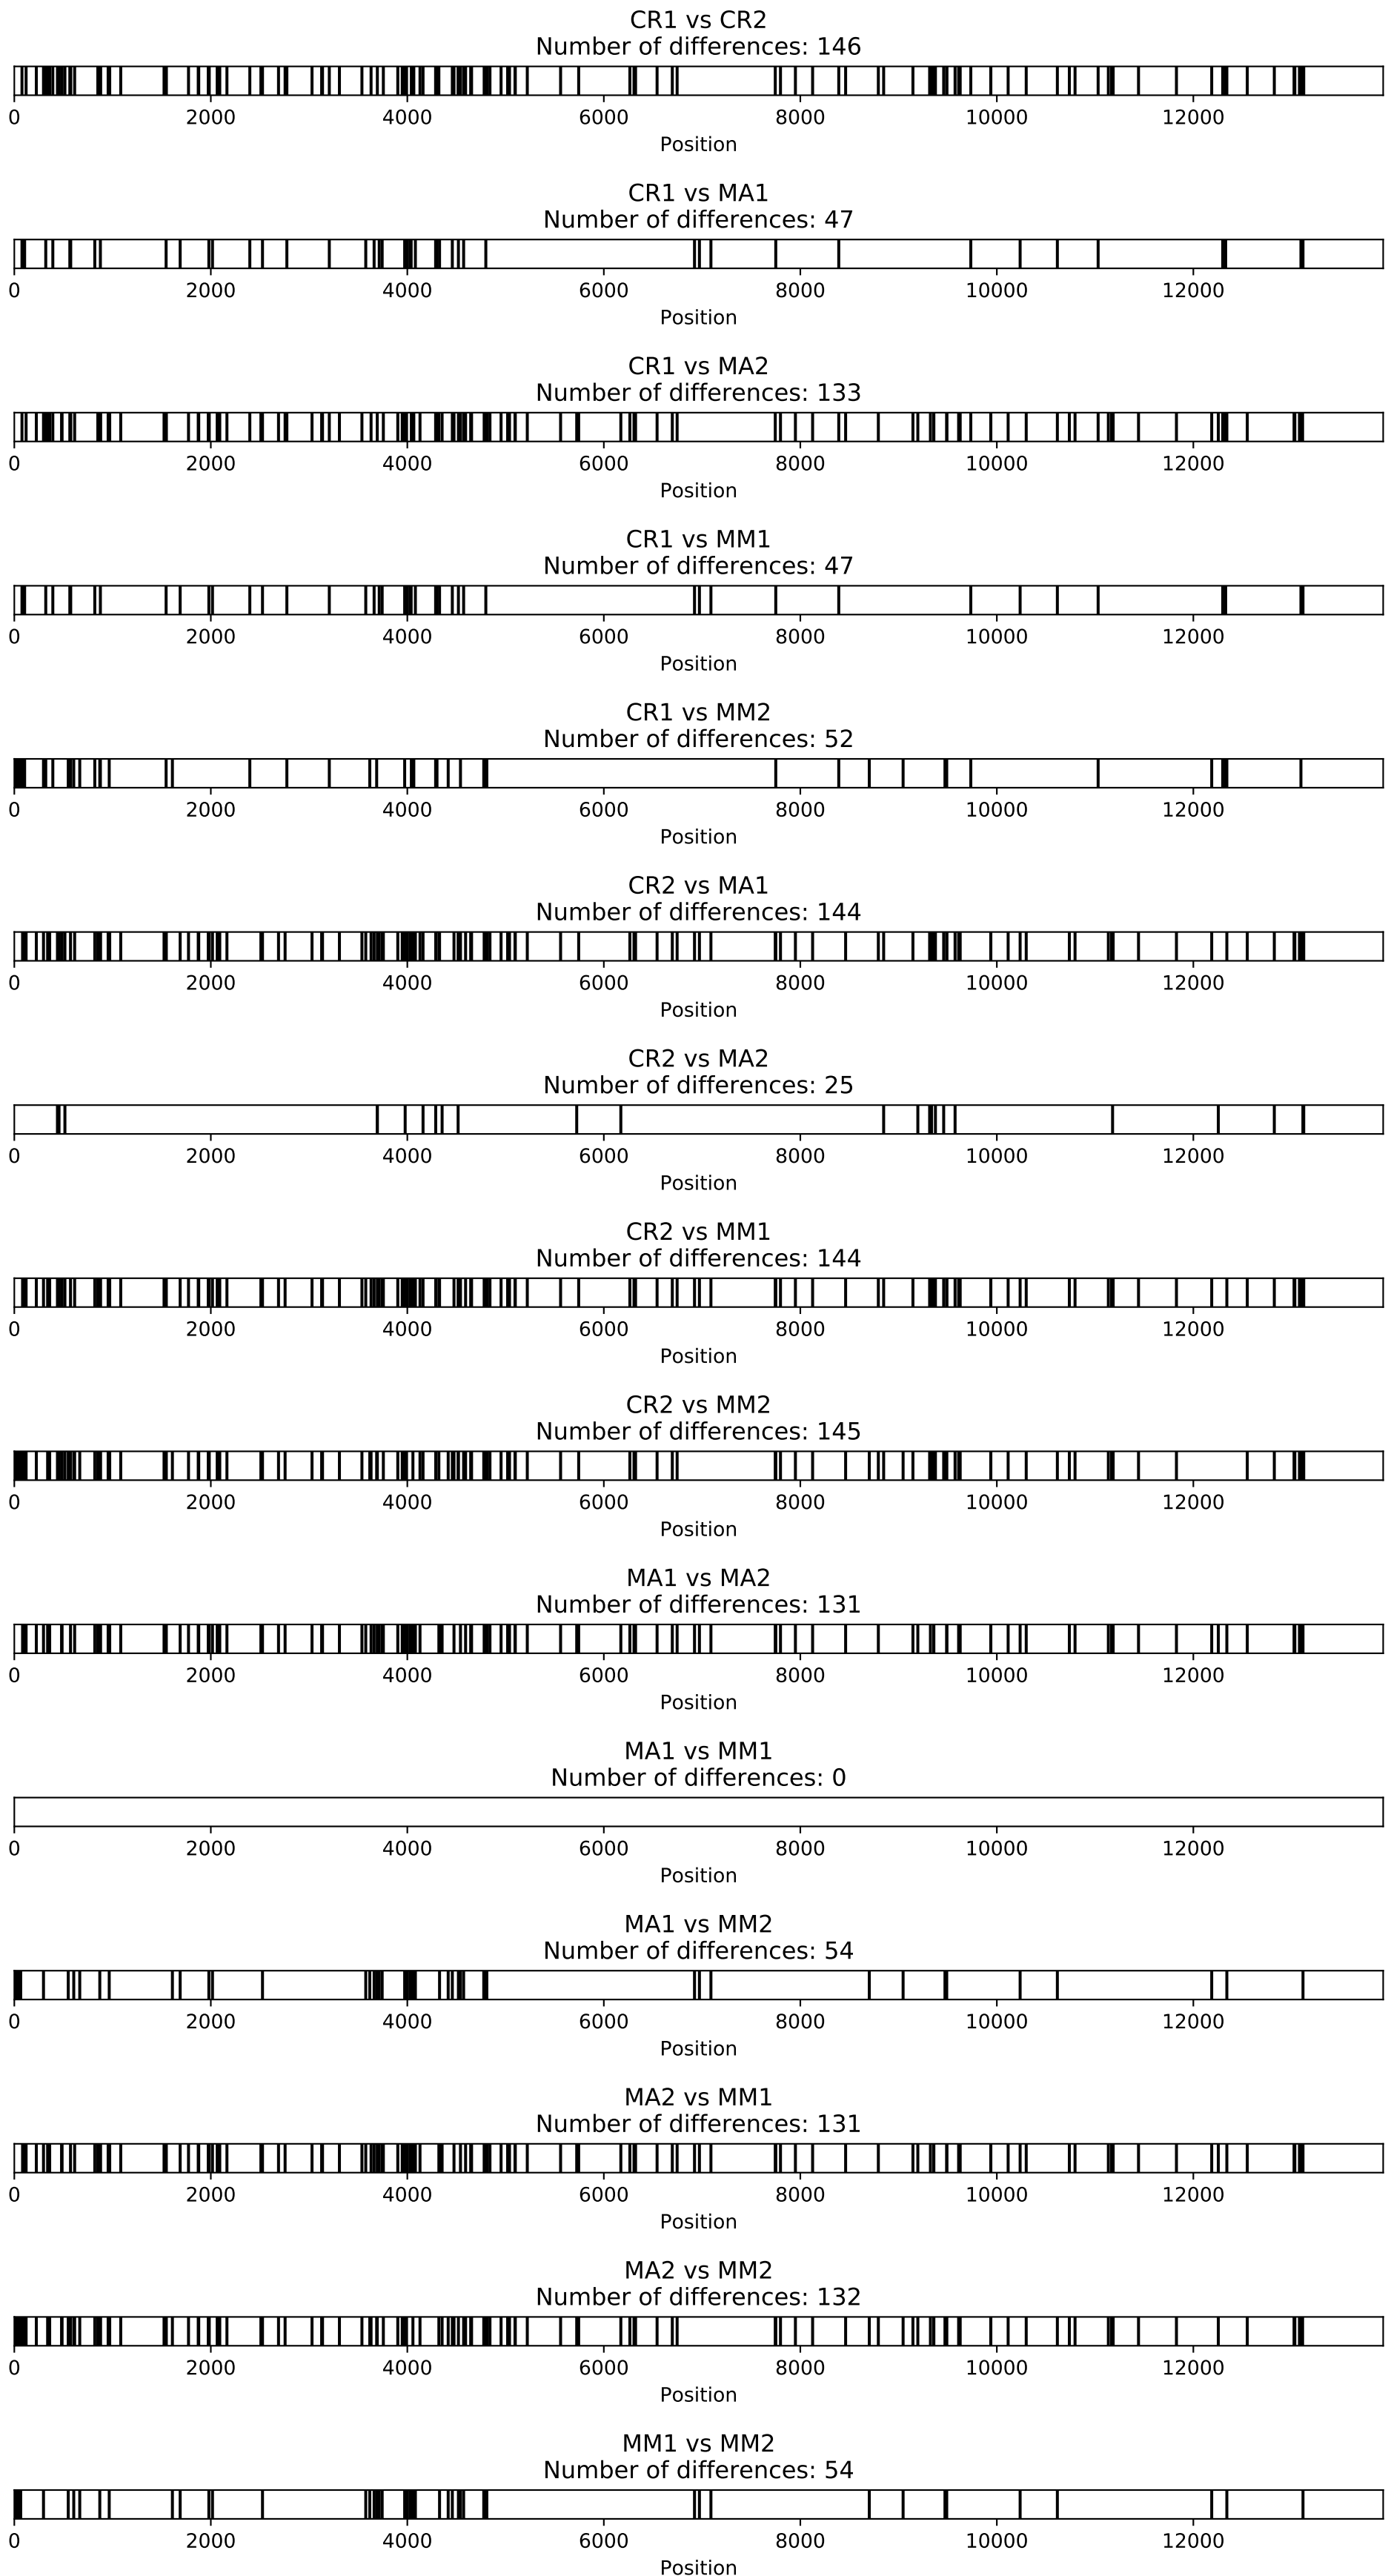 CR1 vs CR2
Number of differences: 146
0 2000 4000 6000 8000 10000 12000
Position
CR1 vs MA1
Number of differences: 47
0 2000 4000 6000 8000 10000 12000
Position
CR1 vs MA2
Number of differences: 133
0 2000 4000 6000 8000 10000 12000
Position
CR1 vs MM1
Number of differences: 47
0 2000 4000 6000 8000 10000 12000
Position
CR1 vs MM2
Number of differences: 52
0 2000 4000 6000 8000 10000 12000
Position
CR2 vs MA1
Number of differences: 144
0 2000 4000 6000 8000 10000 12000
Position
CR2 vs MA2
Number of differences: 25
0 2000 4000 6000 8000 10000 12000
Position
CR2 vs MM1
Number of differences: 144
0 2000 4000 6000 8000 10000 12000
Position
CR2 vs MM2
Number of differences: 145
0 2000 4000 6000 8000 10000 12000
Position
MA1 vs MA2
Number of differences: 131
0 2000 4000 6000 8000 10000 12000
Position
MA1 vs MM1
Number of differences: 0
0 2000 4000 6000 8000 10000 12000
Position
MA1 vs MM2
Number of differences: 54
0 2000 4000 6000 8000 10000 12000
Position
MA2 vs MM1
Number of differences: 131
0 2000 4000 6000 8000 10000 12000
Position
MA2 vs MM2
Number of differences: 132
0 2000 4000 6000 8000 10000 12000
Position
MM1 vs MM2
Number of differences: 54
0 2000 4000 6000 8000 10000 12000
Position